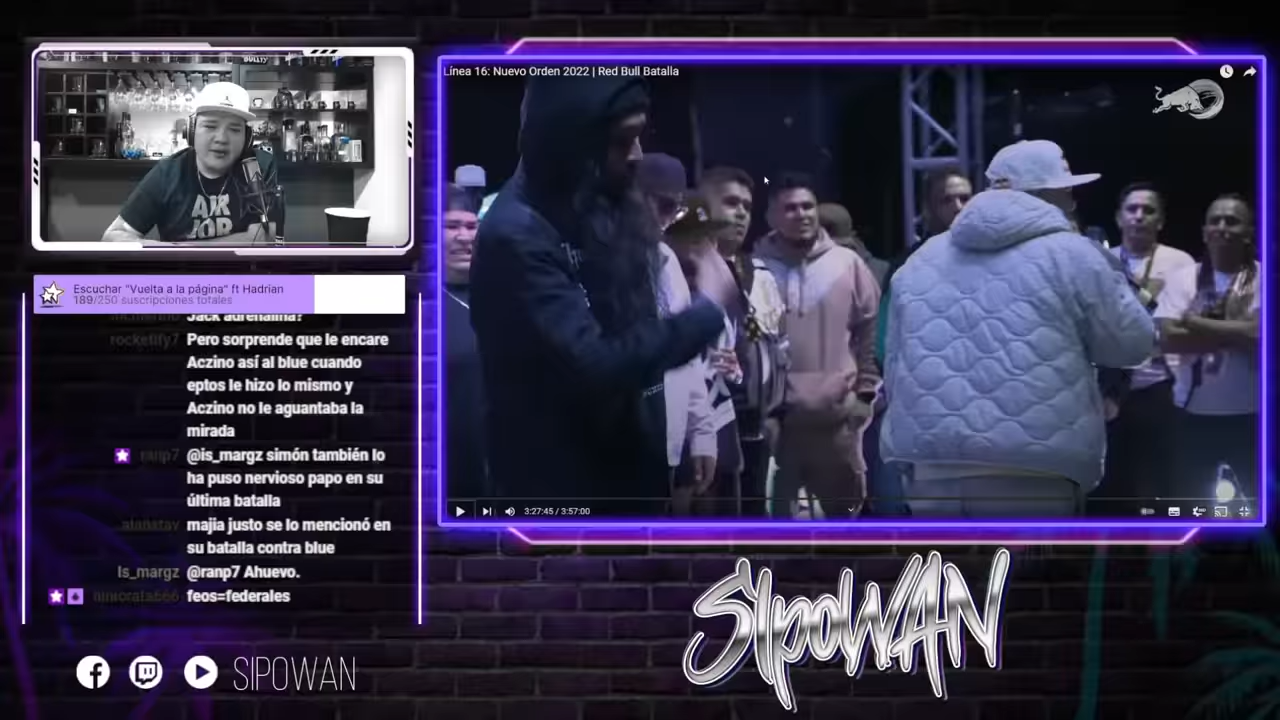 Línea 16: Nuevo Orden 2022 | Red Bull Batalla
BULLTY
AIR
JOR
Escuchar "Vuelta a la página" ft Hadrian
189/250 suscripciones totales
Jack adrenalina?
rocketify7 Pero sorprende que le encare
Aczino así al blue cuando
eptos le hizo lo mismo y
Aczino no le aguantaba la
mirada
ranp7 @is_margz simón también lo
ha puso nervioso papo en su
última batalla
majia justo se lo mencionó en
su batalla contra blue
Is_margz @ranp7 Ahuevo.
feos=federales
3:27:45 / 3:57:00
SIPOWAN
SIPOWAN